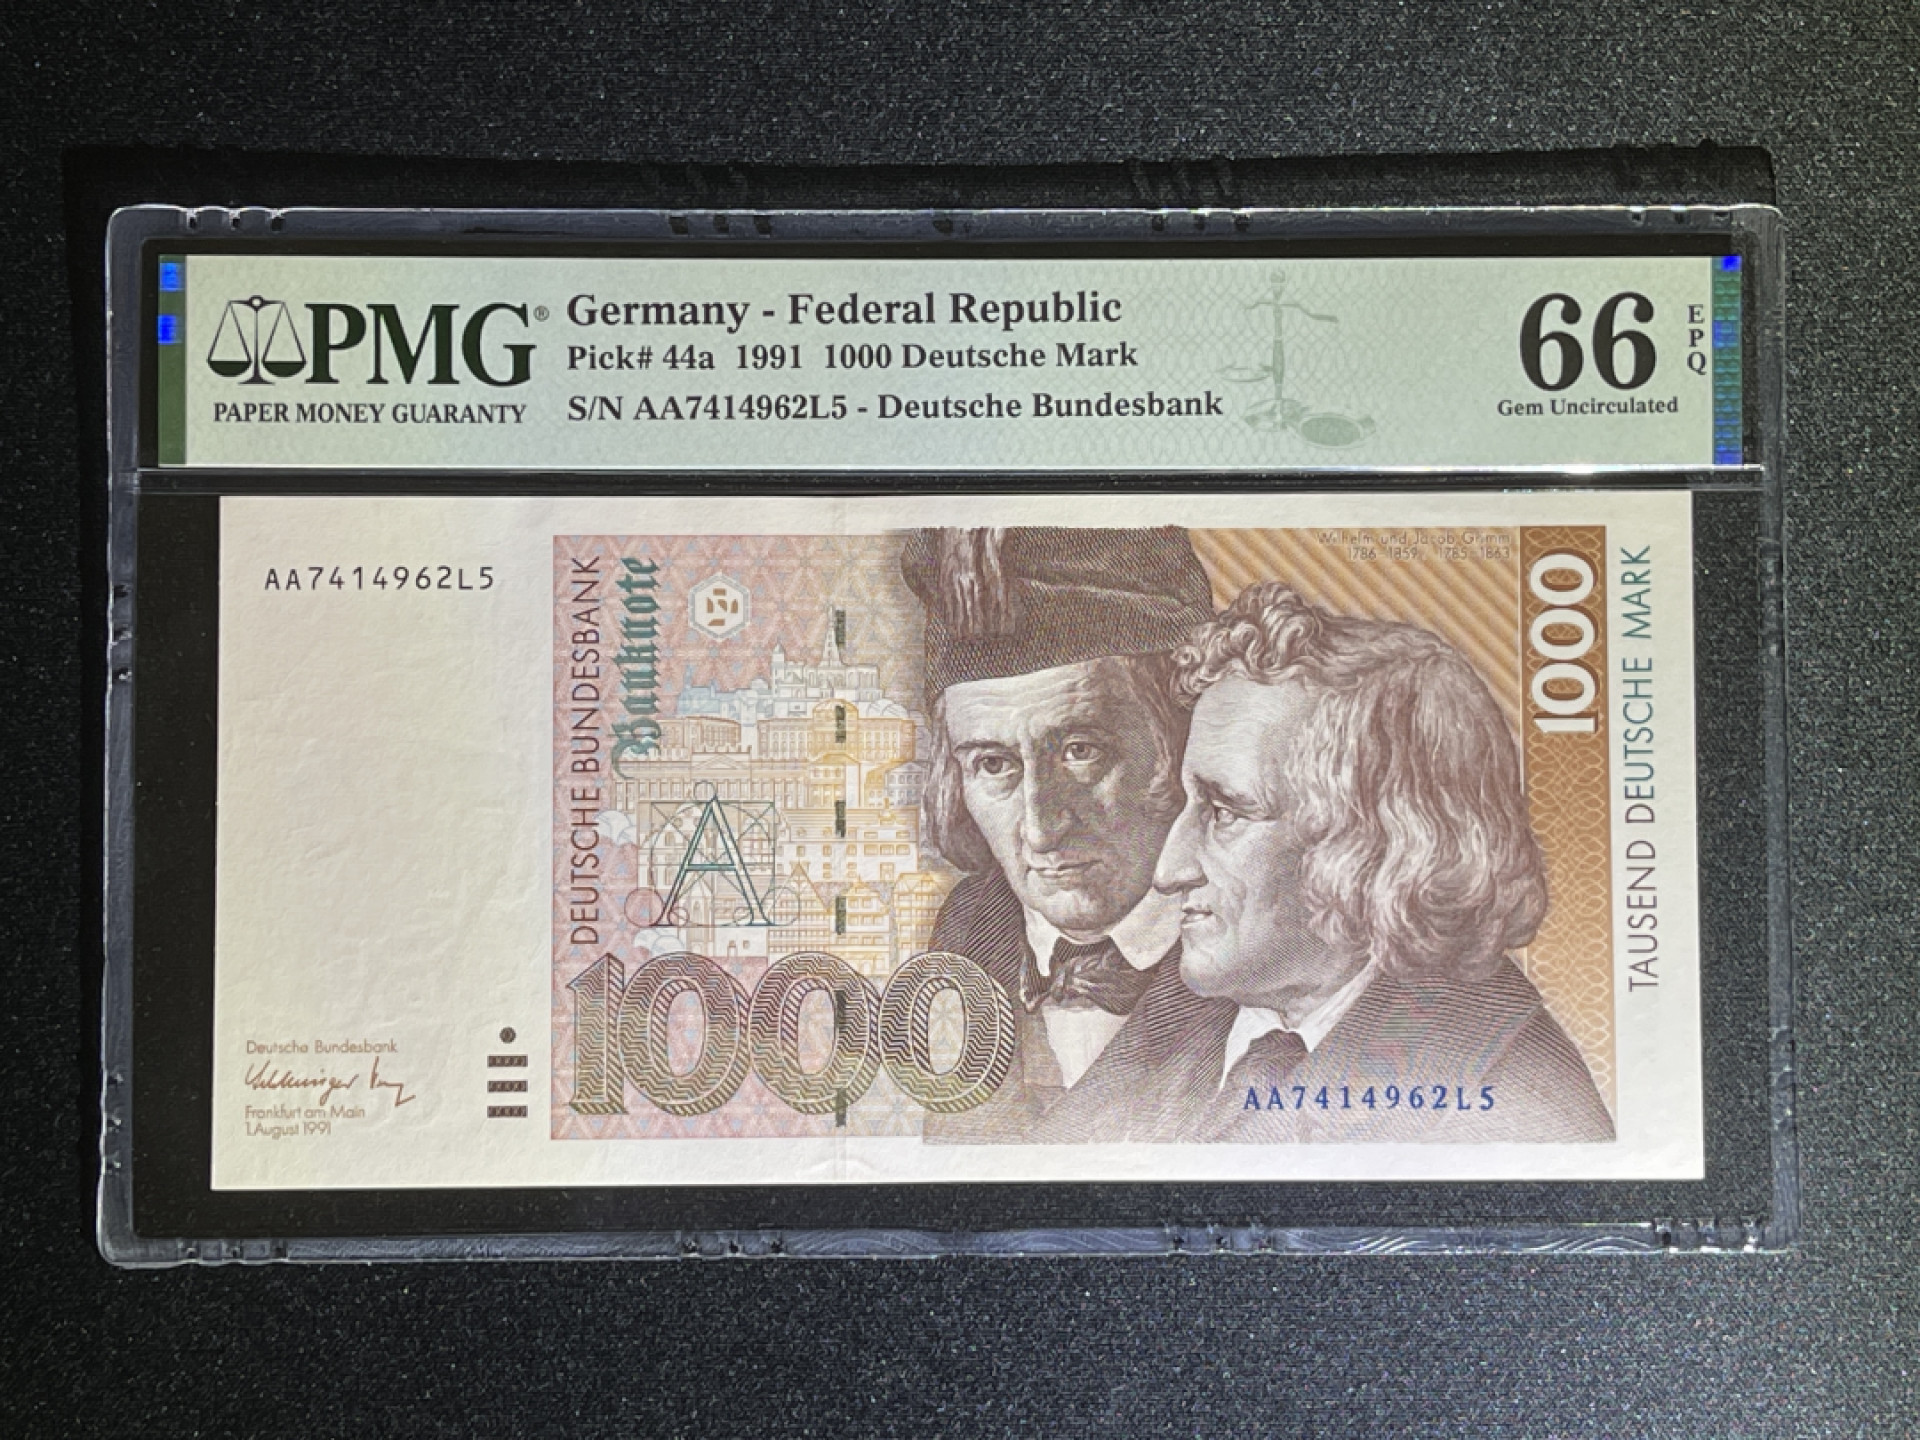 PMG®
PAPER MONEY GUARANTY
Germany - Federal Republic
Pick# 44a 1991 1000 Deutsche Mark
S/N AA7414962L5 - Deutsche Bundesbank
66
EPQ
Gem Uncirculated
AA7414962L5
DEUTSCHE BUNDESBANK
Banknote
A
1000
Wilhelm und Jacob Grimm
1786-1859, 1785-1863
1000
TAUSEND DEUTSCHE MARK
AA7414962L5
Deutsche Bundesbank
Frankfurt am Main
1.August 1991